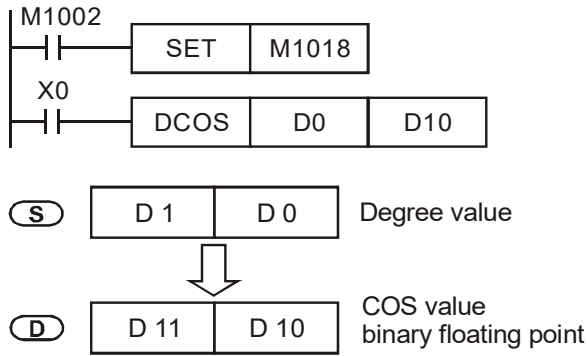 M1002
SET M1018
X0
DCOS D0 D10
S D 1 D 0 Degree value
D D 11 D 10 COS value
binary floating point